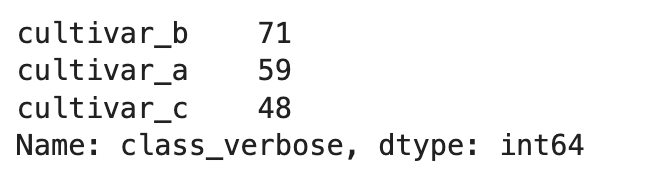 cultivar_b    71
cultivar_a    59
cultivar_c    48
Name: class_verbose, dtype: int64